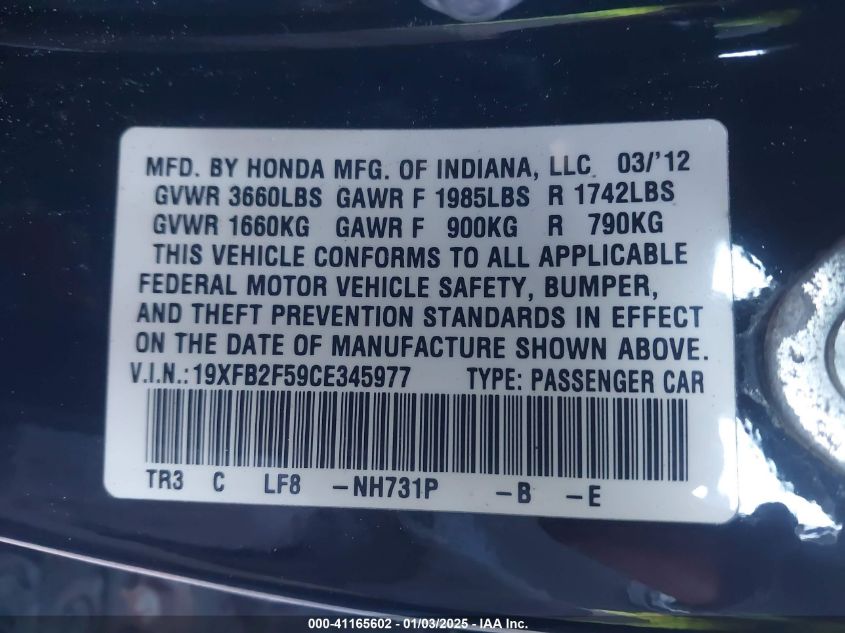 MFD. BY HONDA MFG. OF INDIANA, LLC. 03/'12
GVWR 3660LBS GAWR F 1985LBS R 1742LBS
GVWR 1660KG GAWR F 900KG R 790KG
THIS VEHICLE CONFORMS TO ALL APPLICABLE
FEDERAL MOTOR VEHICLE SAFETY, BUMPER,
AND THEFT PREVENTION STANDARDS IN EFFECT
ON THE DATE OF MANUFACTURE SHOWN ABOVE.
V.I.N.:19XFB2F59CE345977 TYPE: PASSENGER CAR
TR3 C LF8 -NH731P -B -E
000-41165602 - 01/03/2025 - IAA Inc.